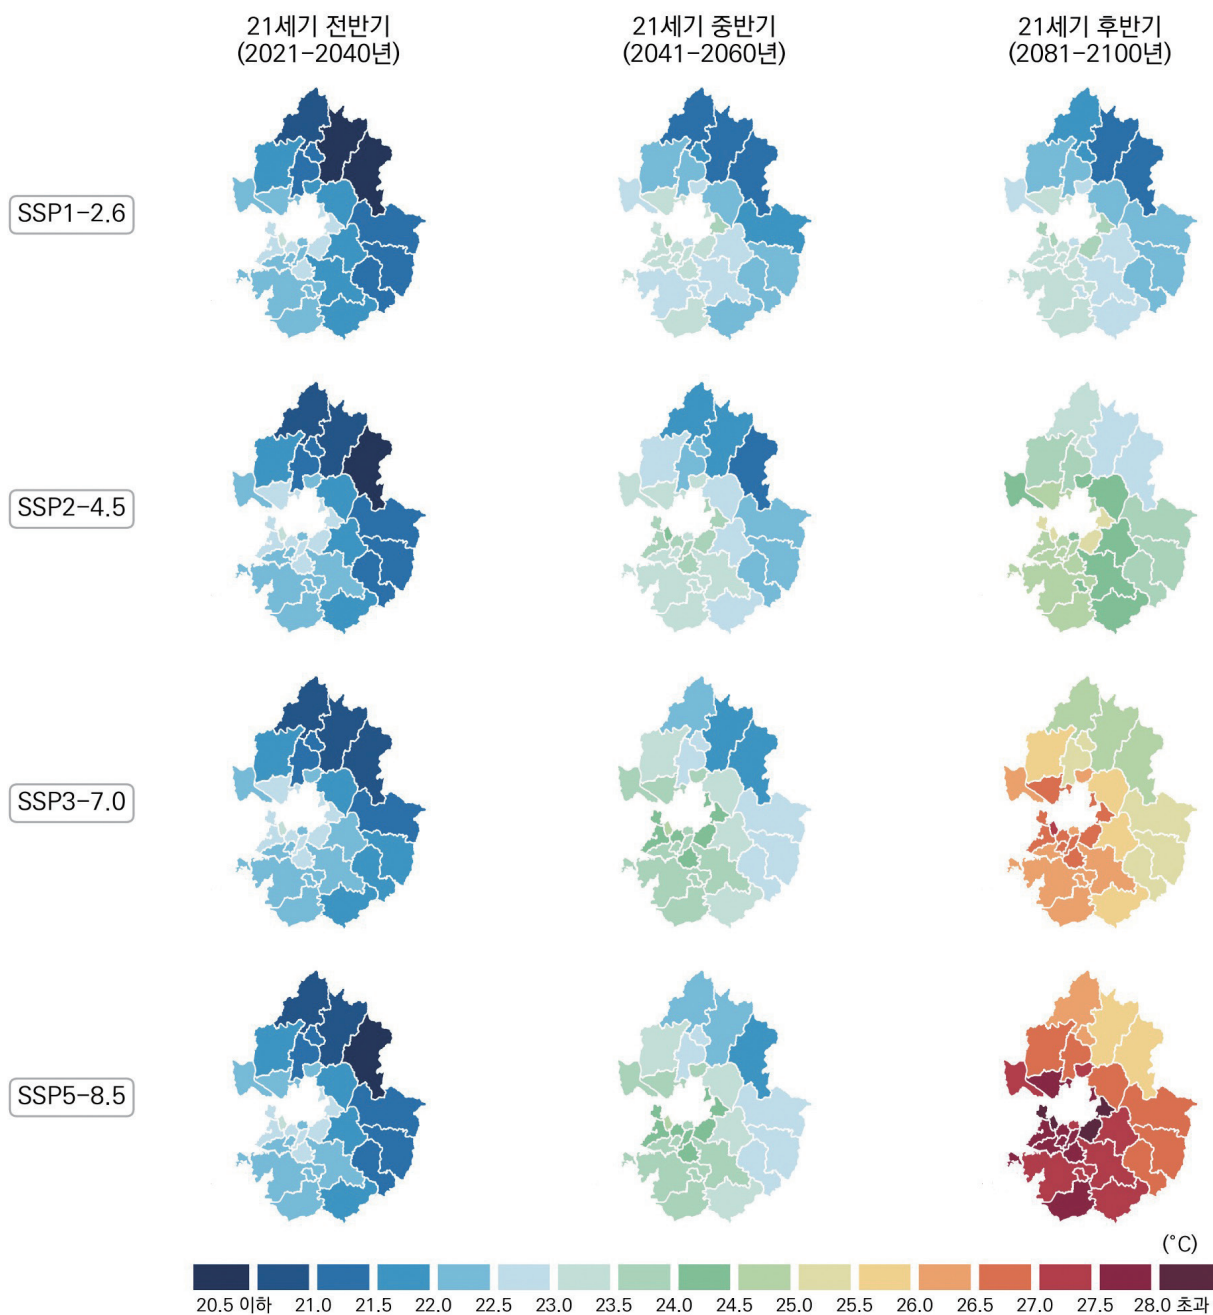 21세기 전반기
(2021-2040년)
21세기 중반기
(2041-2060년)
21세기 후반기
(2081-2100년)
SSP1-2.6
SSP2-4.5
SSP3-7.0
SSP5-8.5
(°C)
20.5 이하 21.0 21.5 22.0 22.5 23.0 23.5 24.0 24.5 25.0 25.5 26.0 26.5 27.0 27.5 28.0 초과